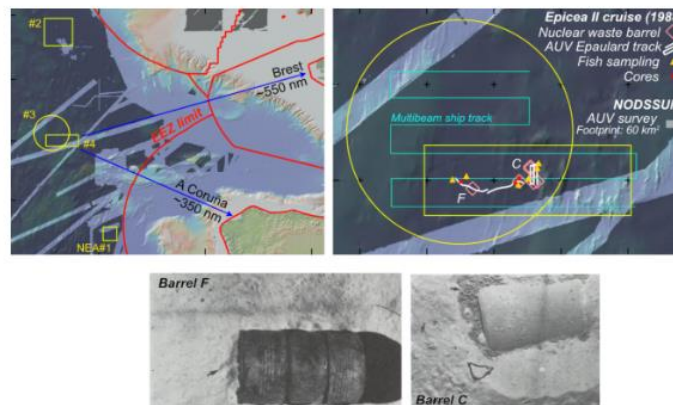 #2
#3
#4
NEA#1
Brest
~550 nm
EEZ limit
A Coruña
~350 nm
Epicea II cruise (198
Nuclear waste barrel
AUV Epaulard track
Fish sampling
Cores
NODSSUM
AUV survey
Footprint: 60 km²
Multibeam ship track
C
F
Barrel F
Barrel C